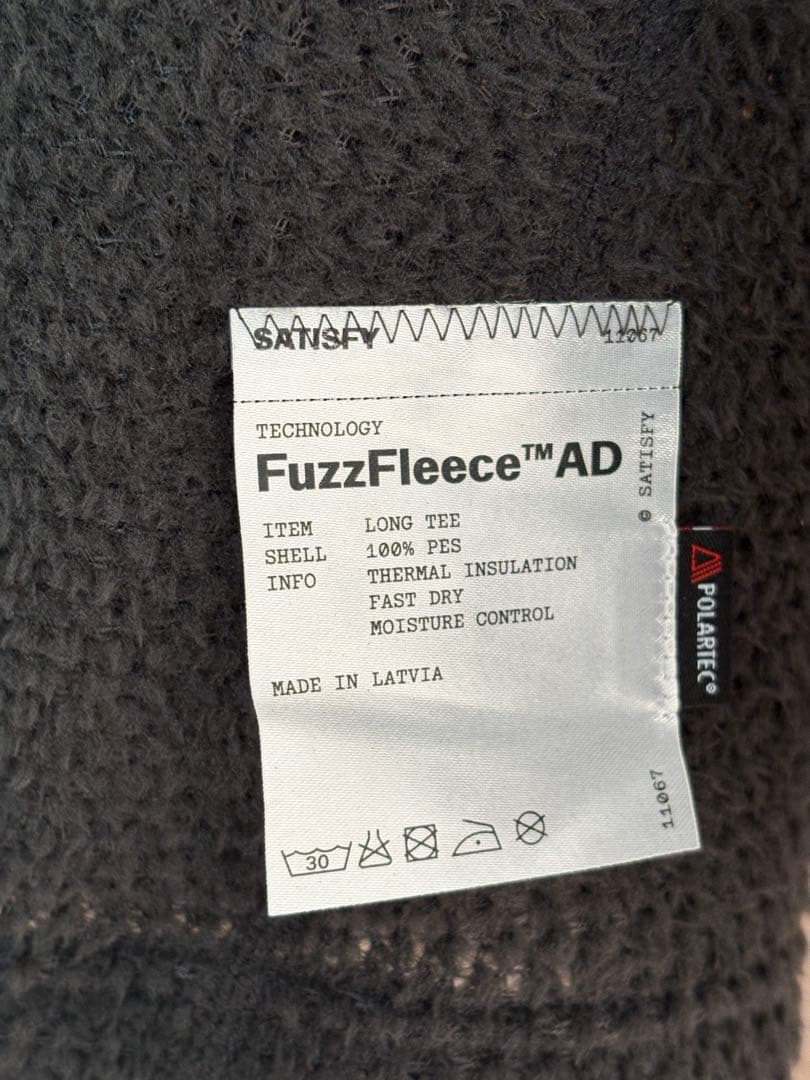 SATISFY 11067
TECHNOLOGY
FuzzFleece™AD
© SATISFY
ITEM LONG TEE
SHELL 100% PES
INFO THERMAL INSULATION
FAST DRY
MOISTURE CONTROL
POLARTEC®
MADE IN LATVIA
11067
30